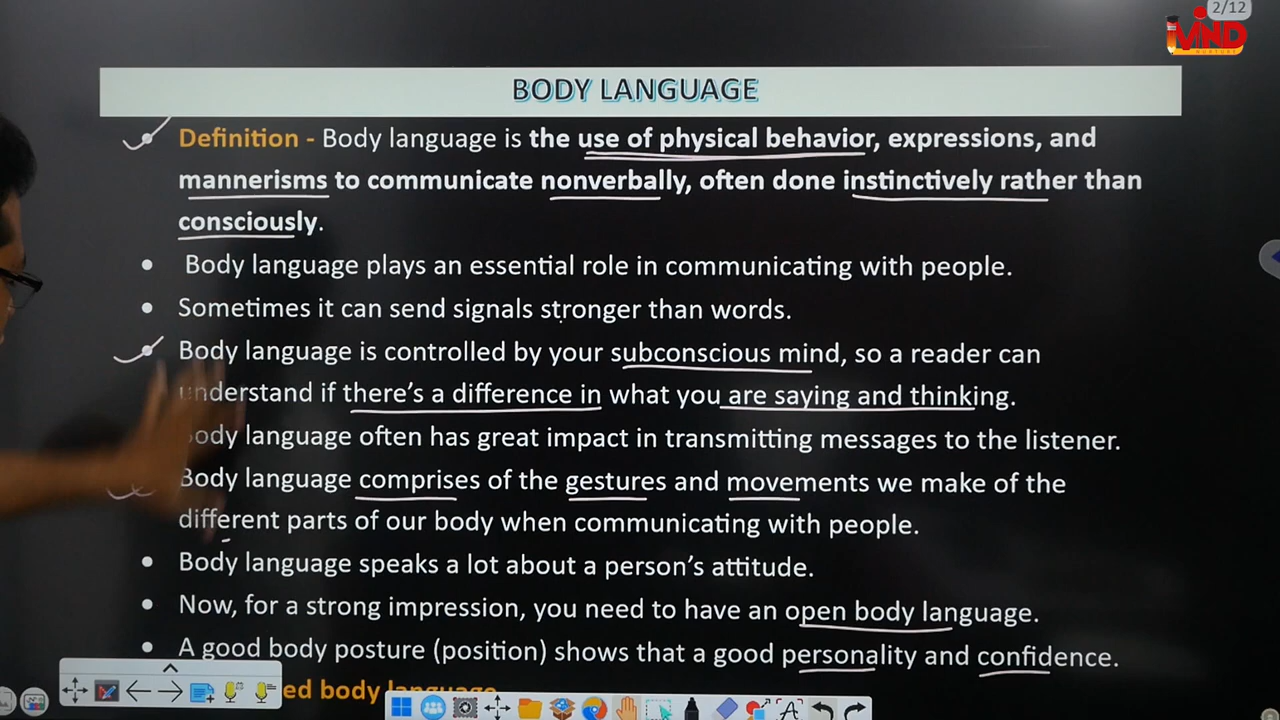 2/12
MIND
BODY LANGUAGE
Definition - Body language is the use of physical behavior, expressions, and
mannerisms to communicate nonverbally, often done instinctively rather than
consciously.
Body language plays an essential role in communicating with people.
Sometimes it can send signals stronger than words.
Body language is controlled by your subconscious mind, so a reader can
understand if there's a difference in what you are saying and thinking.
Body language often has great impact in transmitting messages to the listener.
Body language comprises of the gestures and movements we make of the
different parts of our body when communicating with people.
Body language speaks a lot about a person's attitude.
Now, for a strong impression, you need to have an open body language.
A good body posture (position) shows that a good personality and confidence.
ed body language